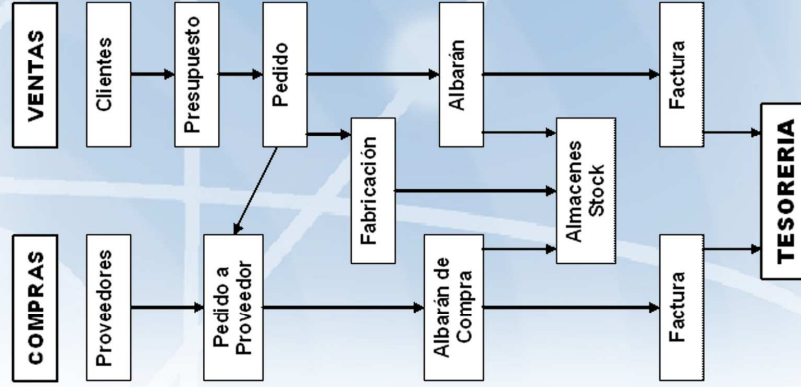 COMPRAS
Proveedores
Pedido a
Proveedor
Albarán de
Compra
Factura
VENTAS
Clientes
Presupuesto
Pedido
Fabricación
Albarán
Almacenes
Stock
Factura
TESORERIA